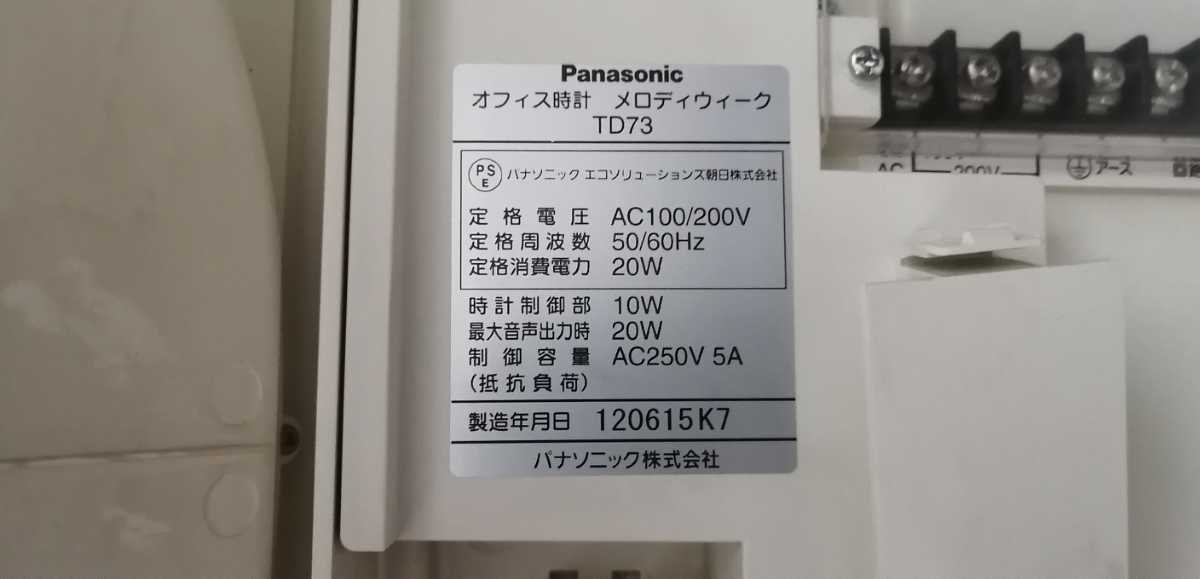 Panasonic
オフィス時計 メロディウィーク
TD73
PS
E
パナソニック エコソリューションズ朝日株式会社
定格電圧 AC100/200V
定格周波数 50/60Hz
定格消費電力 20W
時計制御部 10W
最大音声出力時 20W
制御容量 AC250V 5A
(抵抗負荷)
製造年月日 120615K7
パナソニック株式会社
AC
200V
アース